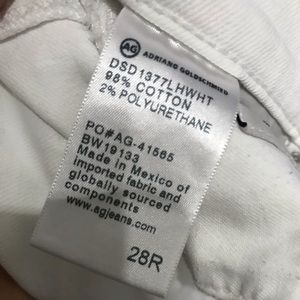 AG
ADRIANO GOLDSCHMIED
DSD1377LHWHT
98% COTTON
2% POLYURETHANE
PO#AG-41565
BW19133
Made in Mexico of
imported fabric and
globally sourced
components
www.agjeans.com
28R